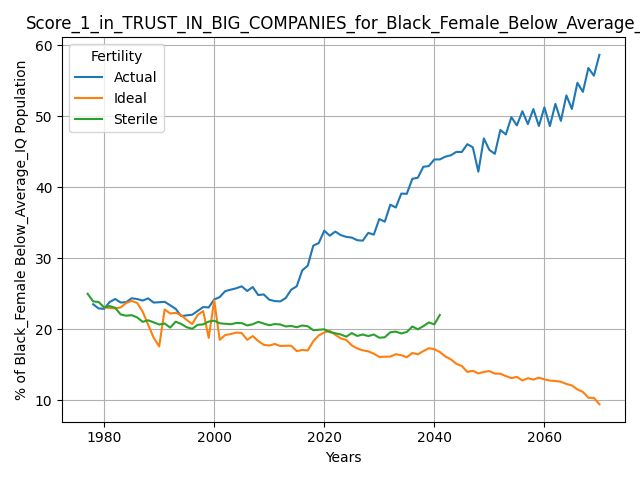 Score_1_in_TRUST_IN_BIG_COMPANIES_for_Black_Female_Below_Average_
Fertility
Actual
Ideal
Sterile
% of Black_Female Below_Average_IQ Population
60
50
40
30
20
10
1980
2000
2020
2040
2060
Years